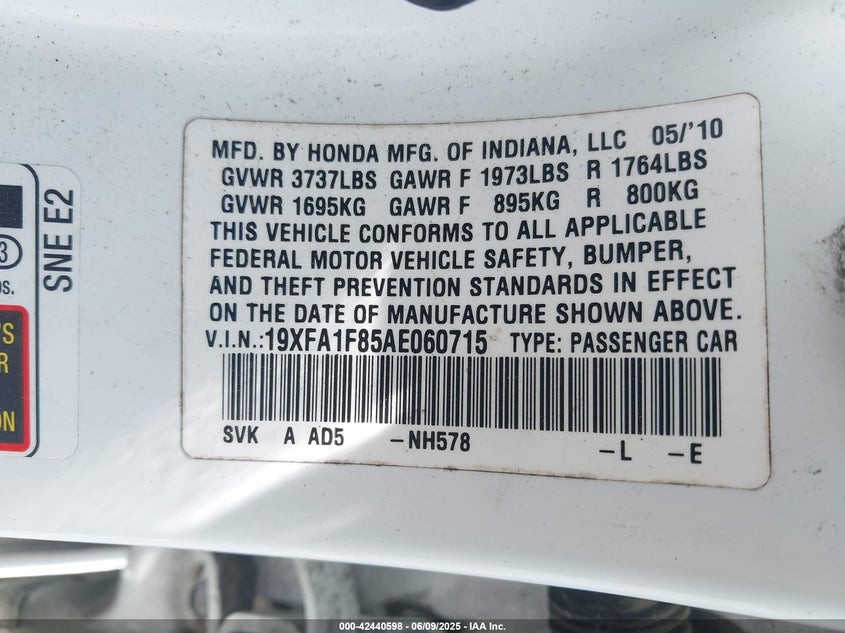 MFD. BY HONDA MFG. OF INDIANA, LLC 05/'10
GVWR 3737LBS GAWR F 1973LBS R 1764LBS
GVWR 1695KG GAWR F 895KG R 800KG
THIS VEHICLE CONFORMS TO ALL APPLICABLE
FEDERAL MOTOR VEHICLE SAFETY, BUMPER,
AND THEFT PREVENTION STANDARDS IN EFFECT
ON THE DATE OF MANUFACTURE SHOWN ABOVE.
V.I.N.:19XFA1F85AE060715 TYPE: PASSENGER CAR
SVK A AD5 -NH578 -L -E
SNE E2
3
OS.
'S
R
ON
000-42440598 - 06/09/2025 - IAA Inc.